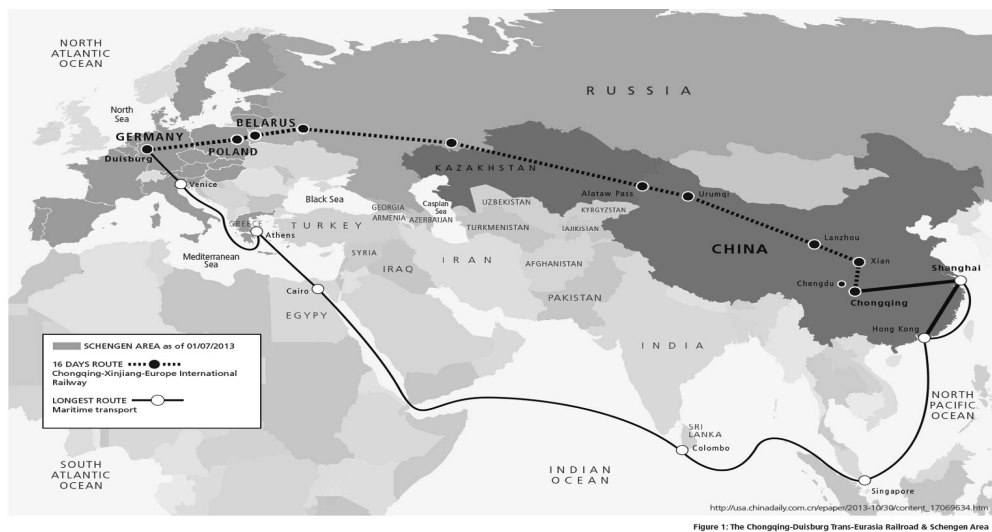 NORTH
ATLANTIC
OCEAN
RUSSIA
North
Sea
BELARUS
GERMANY
POLAND
Duisburg
KAZAKHSTAN
Alataw Pass
Urumqi
Venice
Black Sea
Caspian
Sea
GEORGIA
ARMENIA
AZERBAIJAN
UZBEKISTAN
KYRGYZSTAN
TURKMENISTAN
TAJIKISTAN
GREECE
TURKEY
Athens
Lanzhou
CHINA
Xian
Mediterranean
Sea
SYRIA
IRAN
IRAQ
AFGHANISTAN
Shanghai
Chengdu
Chongqing
Cairo
EGYPT
PAKISTAN
Hong Kong
INDIA
SCHENGEN AREA as of 01/07/2013
16 DAYS ROUTE
Chongqing-Xinjiang-Europe International
Railway
LONGEST ROUTE
Maritime transport
NORTH
PACIFIC
OCEAN
SRI
LANKA
Colombo
SOUTH
ATLANTIC
OCEAN
INDIAN
OCEAN
Singapore
http://usa.chinadaily.com.cn/epaper/2013-10/30/content_17069634.htm
Figure 1: The Chongqing-Duisburg Trans-Eurasia Railroad & Schengen Area